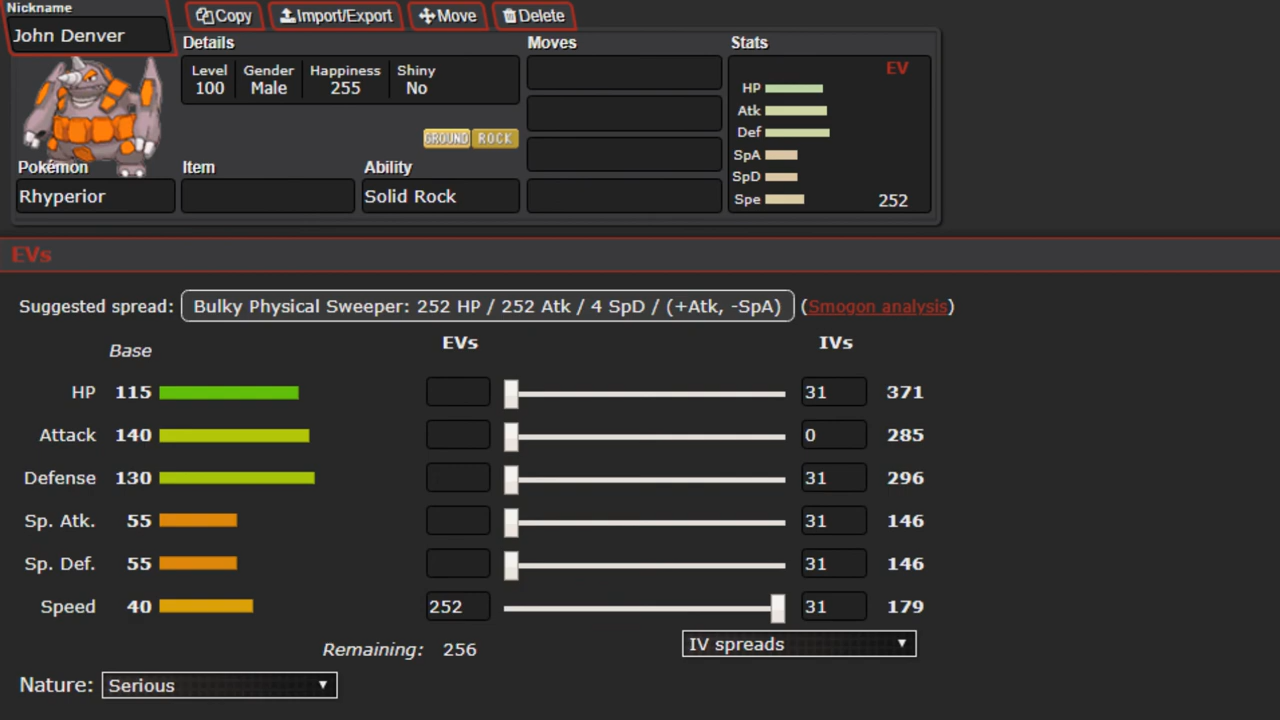 Nickname
John Denver
Copy Import/Export Move Delete
Details
Level Gender Happiness Shiny
100 Male 255 No
GROUND ROCK
Pokémon
Rhyperior
Item
Ability
Solid Rock
Moves
Stats
EV
HP
Atk
Def
SpA
SpD
Spe 252
EVs
Suggested spread: Bulky Physical Sweeper: 252 HP / 252 Atk / 4 SpD / (+Atk, -SpA) (Smogon analysis)
Base EVs IVs
HP 115 31 371
Attack 140 0 285
Defense 130 31 296
Sp. Atk. 55 31 146
Sp. Def. 55 31 146
Speed 40 252 31 179
Remaining: 256 IV spreads
Nature: Serious